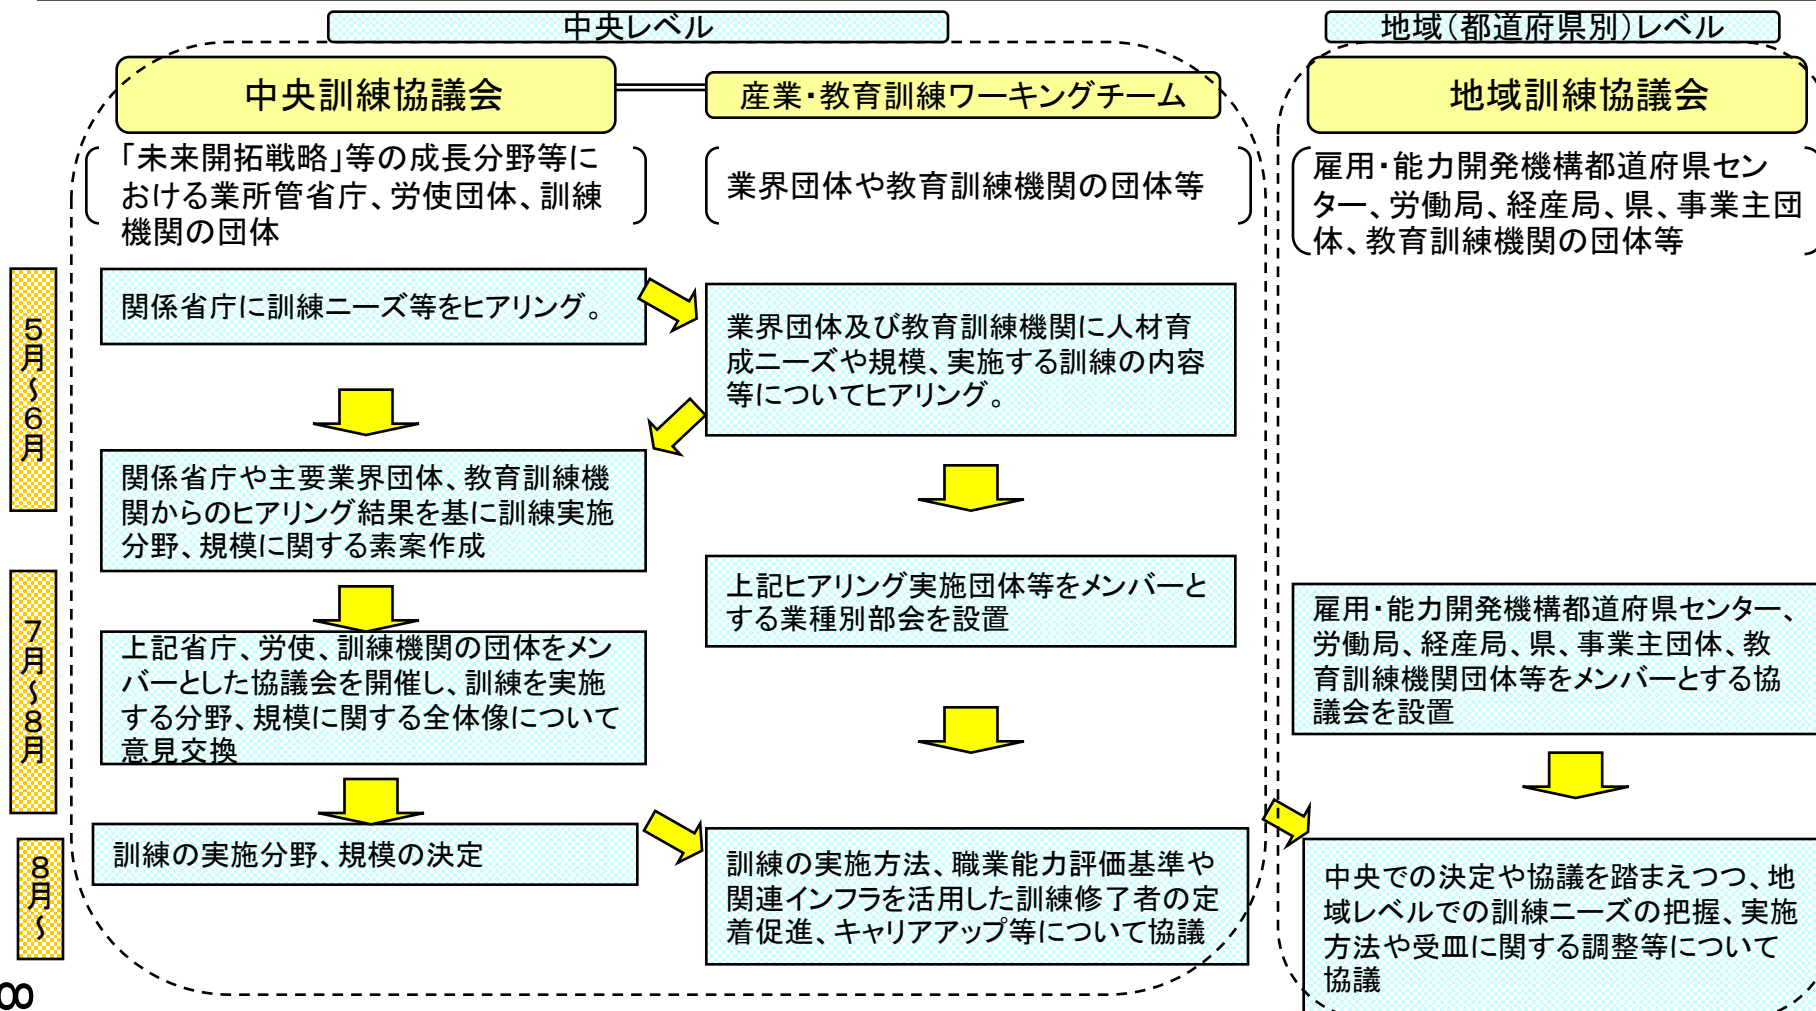 中央レベル
地域(都道府県別)レベル
中央訓練協議会
産業・教育訓練ワーキングチーム
地域訓練協議会
「未来開拓戦略」等の成長分野等に
おける業所管省庁、労使団体、訓練
機関の団体
業界団体や教育訓練機関の団体等
雇用・能力開発機構都道府県セン
ター、労働局、経産局、県、事業主団
体、教育訓練機関の団体等
5月~6月
関係省庁に訓練ニーズ等をヒアリング。
業界団体及び教育訓練機関に人材育
成ニーズや規模、実施する訓練の内容
等についてヒアリング。
関係省庁や主要業界団体、教育訓練機
関からのヒアリング結果を基に訓練実施
分野、規模に関する素案作成
7月~8月
上記ヒアリング実施団体等をメンバーと
する業種別部会を設置
雇用・能力開発機構都道府県センター、
労働局、経産局、県、事業主団体、教
育訓練機関団体等をメンバーとする協
議会を設置
上記省庁、労使、訓練機関の団体をメン
バーとした協議会を開催し、訓練を実施
する分野、規模に関する全体像について
意見交換
8月~
訓練の実施分野、規模の決定
訓練の実施方法、職業能力評価基準や
関連インフラを活用した訓練修了者の定
着促進、キャリアアップ等について協議
中央での決定や協議を踏まえつつ、地
域レベルでの訓練ニーズの把握、実施
方法や受皿に関する調整等について
協議
8